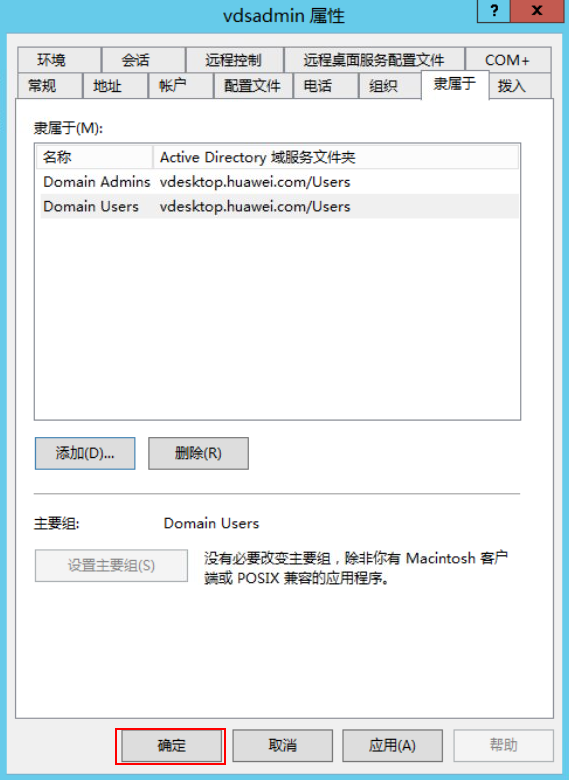 vdsadmin 属性
?
x
环境 会话 远程控制 远程桌面服务配置文件 COM+
常规 地址 帐户 配置文件 电话 组织 隶属于 拨入
隶属于(M):
名称 Active Directory 域服务文件夹
Domain Admins vdesktop.huawei.com/Users
Domain Users vdesktop.huawei.com/Users
添加(D)... 删除(R)
主要组: Domain Users
设置主要组(S)
没有必要改变主要组，除非你有 Macintosh 客户
端或 POSIX 兼容的应用程序。
确定 取消 应用(A) 帮助